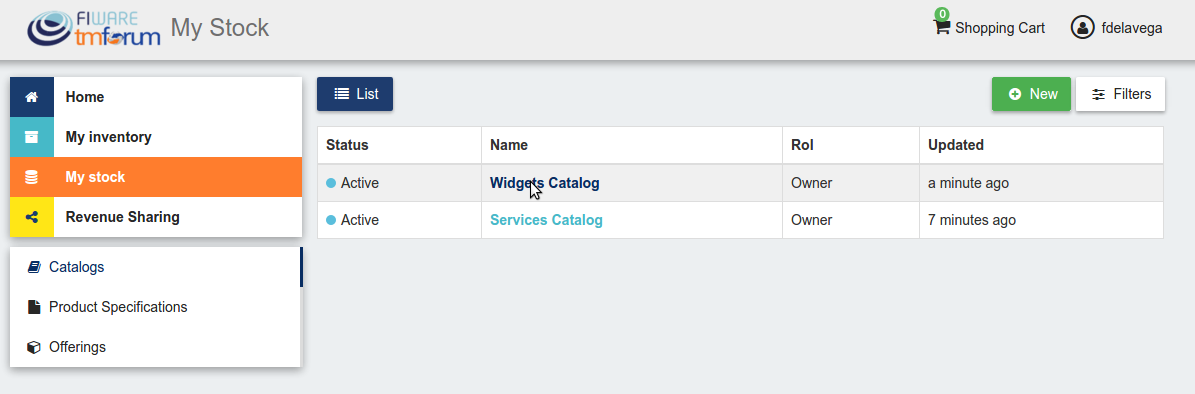 FIWARE
tmforum
My Stock
0
Shopping Cart
fdelavega
Home
My inventory
My stock
Revenue Sharing
Catalogs
Product Specifications
Offerings
List
New
Filters
Status Name Rol Updated
Active Widgets Catalog Owner a minute ago
Active Services Catalog Owner 7 minutes ago